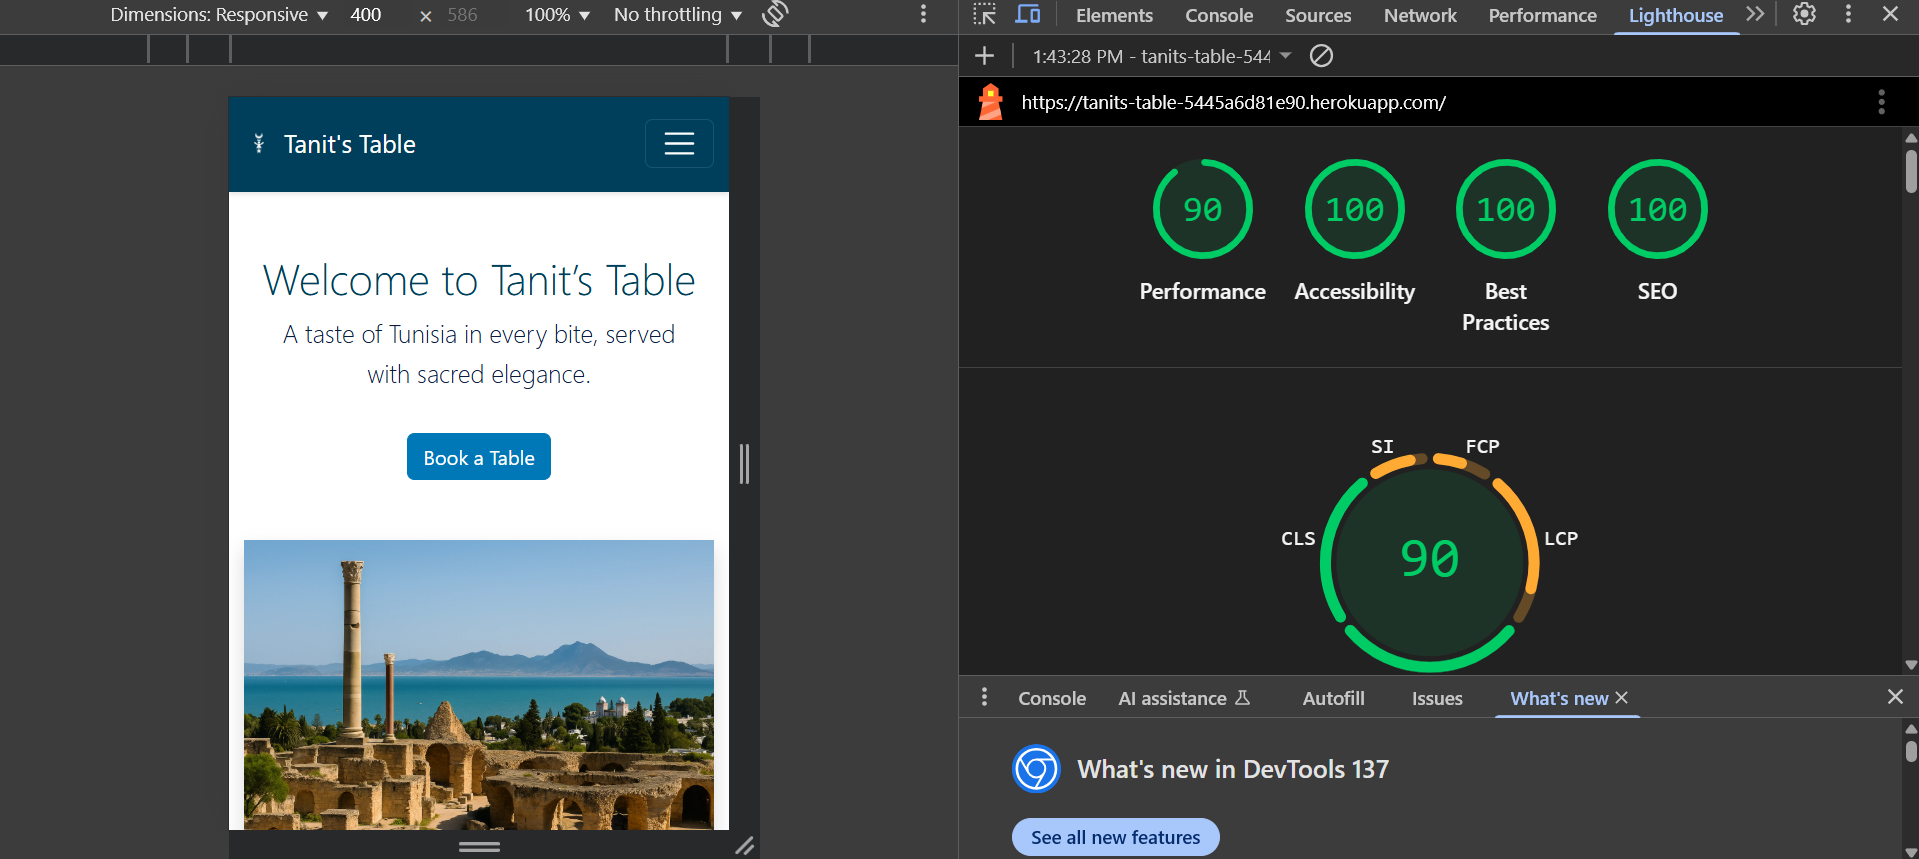 Dimensions: Responsive 400 × 586 100% No throttling
Elements Console Sources Network Performance Lighthouse
1:43:28 PM - tanits-table-544
https://tanits-table-5445a6d81e90.herokuapp.com/
Tanit's Table
Welcome to Tanit’s Table
A taste of Tunisia in every bite, served
with sacred elegance.
Book a Table
90 100 100 100
Performance Accessibility Best
Practices SEO
SI FCP
CLS LCP
90
Console AI assistance Autofill Issues What's new
What's new in DevTools 137
See all new features